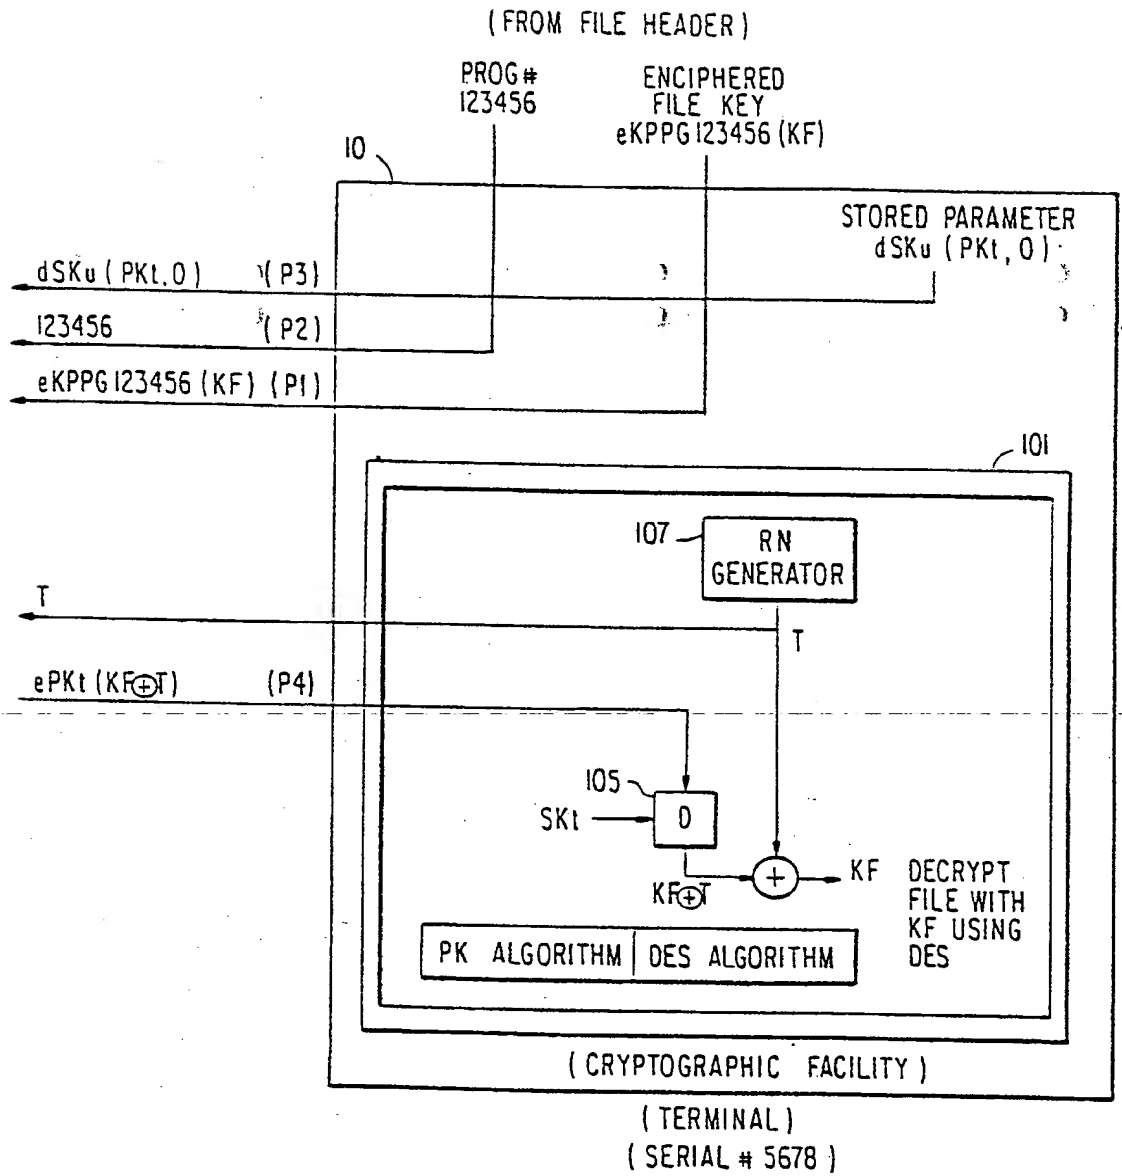 (FROM FILE HEADER)
PROG #
123456
ENCIPHERED
FILE KEY
eKPPG123456(KF)
10
STORED PARAMETER
dSKu (PKt, 0)
dSKu (PKt, 0) (P3)
123456 (P2)
eKPPG123456 (KF) (P1)
101
107
RN
GENERATOR
T
T
ePKt (KF⊕T) (P4)
105
SKt
D
+
KF⊕T
KF DECRYPT
FILE WITH
KF USING
DES
PK ALGORITHM | DES ALGORITHM
(CRYPTOGRAPHIC FACILITY)
(TERMINAL)
(SERIAL # 5678)